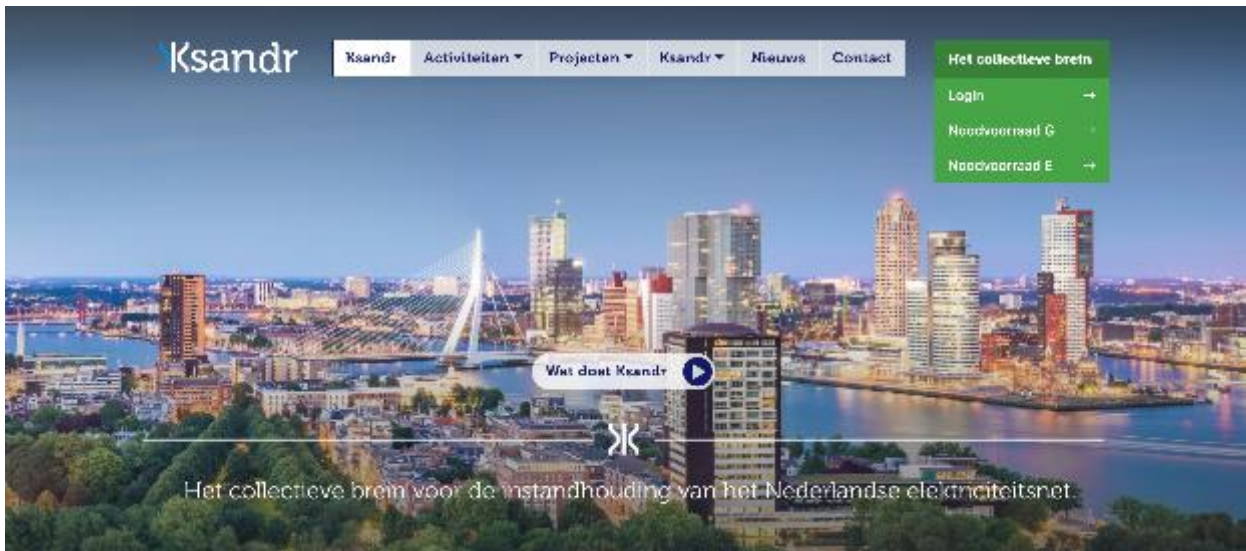 Ksandr
Ksandr Activiteiten Projecten Ksandr Nieuws Contact
Het collectieve brein
Login →
Noodvoorraad G
Noodvoorraad E →
Wat doet Ksandr
Het collectieve brein voor de instandhouding van het Nederlandse elektriciteitsnet